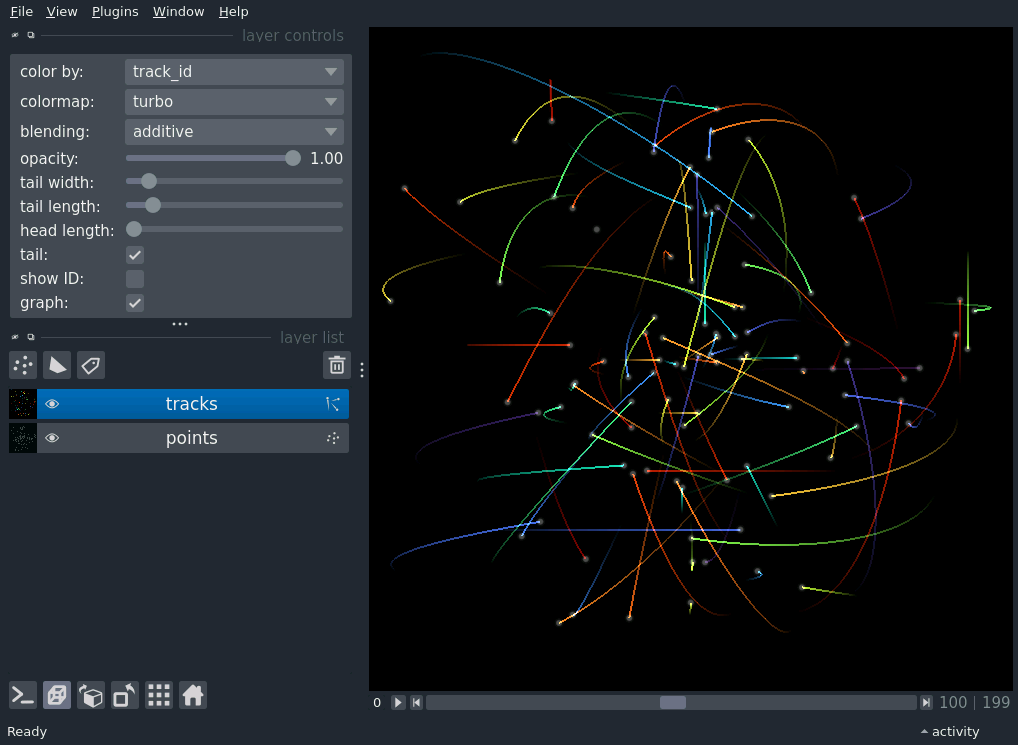 File View Plugins Window Help
layer controls
color by: track_id
colormap: turbo
blending: additive
opacity: 1.00
tail width:
tail length:
head length:
tail:
show ID:
graph:
layer list
tracks
points
0 100 | 199
Ready activity